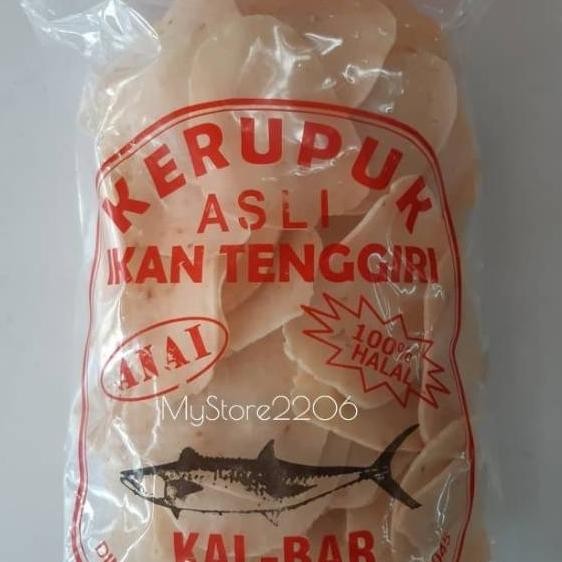 KERUPUK
ASLI
IKAN TENGGIRI
ANAI
100%
HALAL
MyStore2206
KAL-BAR